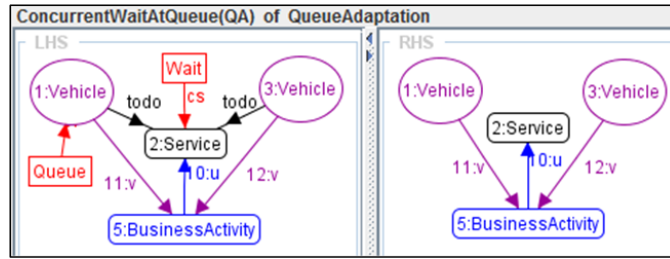 ConcurrentWaitAtQueue(QA) of QueueAdaptation
LHS
Wait
1:Vehicle
3:Vehicle
cs
todo
todo
2:Service
Queue
11:v
10:u
12:v
5:BusinessActivity
RHS
1:Vehicle
3:Vehicle
2:Service
11:v
10:u
12:v
5:BusinessActivity